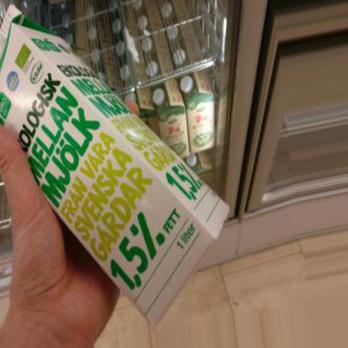 EKOLOGISK
MELLAN
MJÖLK
FRÅN VÅRA
SVENSKA
GÅRDAR
1,5%
FETT
1 liter
1,5%